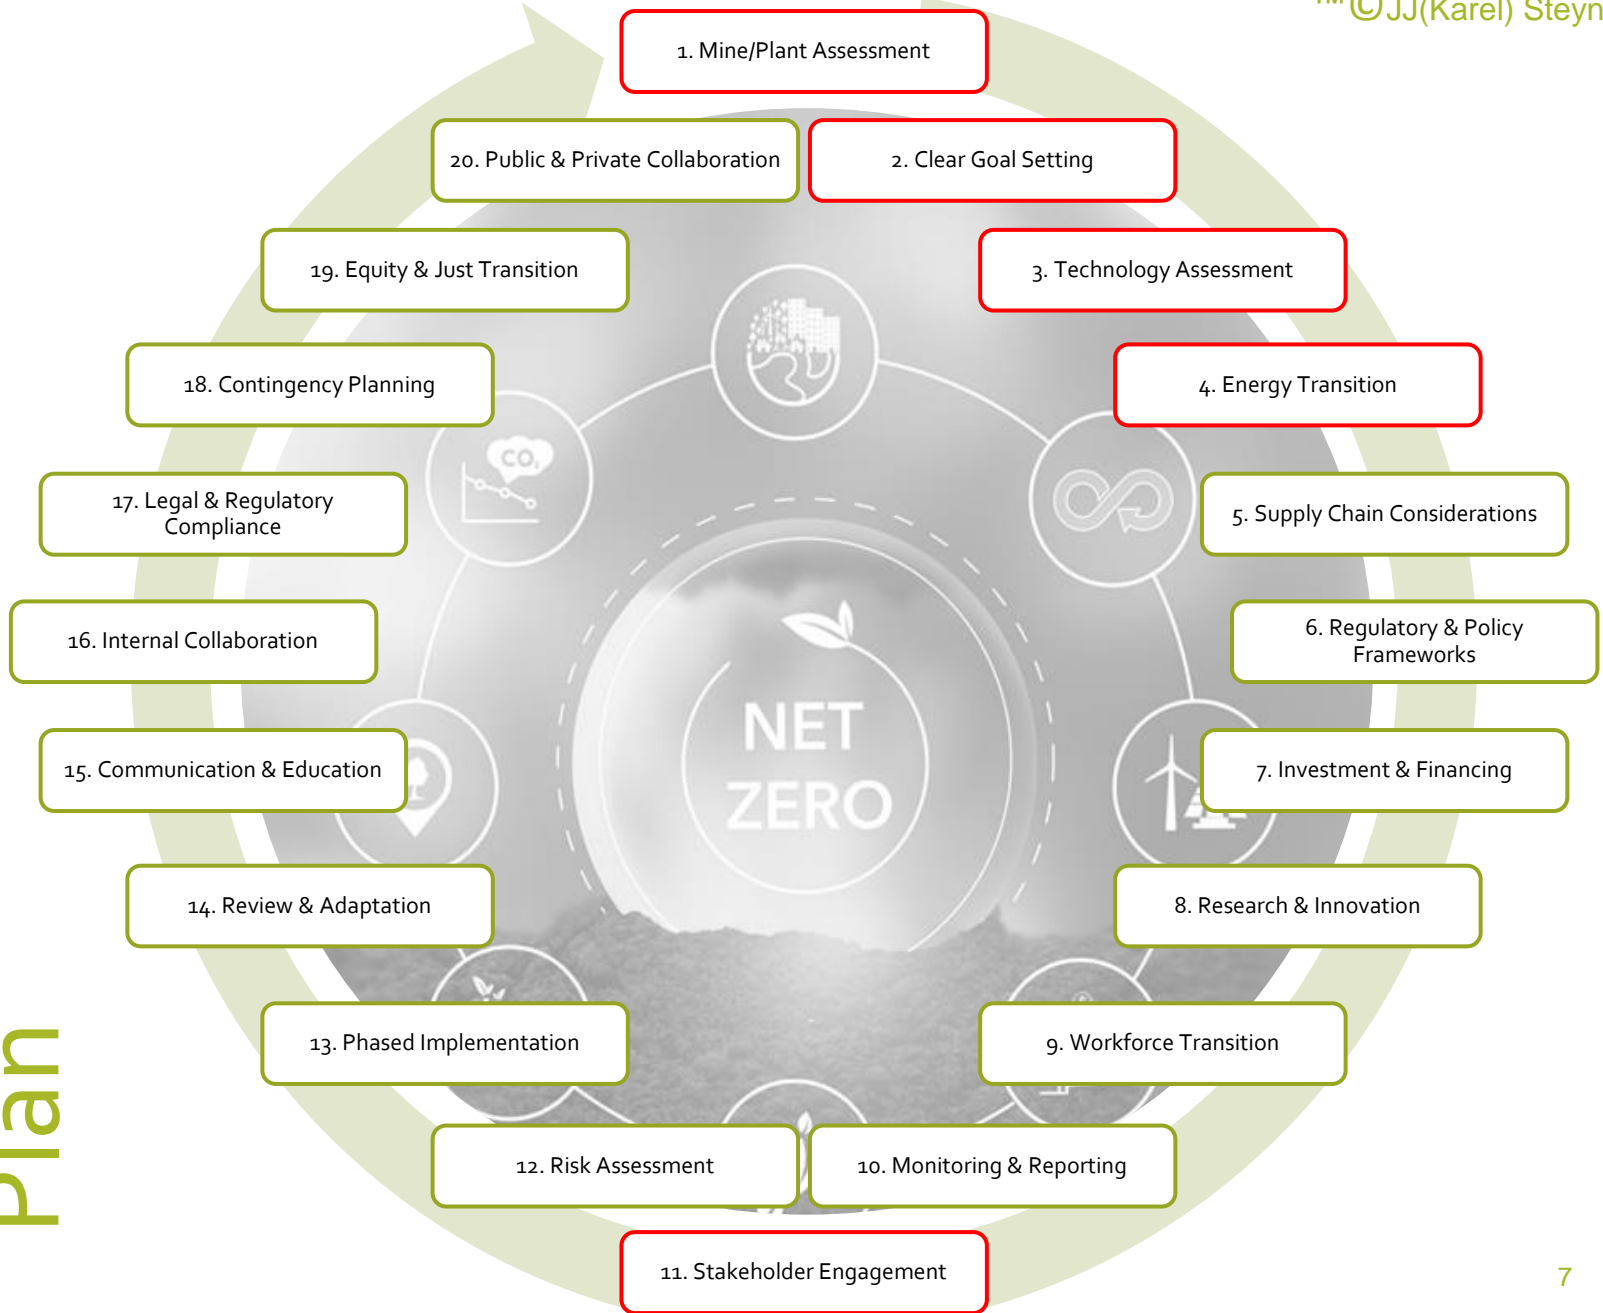 ™©JJ(Karel) Steyn
1. Mine/Plant Assessment
2. Clear Goal Setting
3. Technology Assessment
4. Energy Transition
5. Supply Chain Considerations
6. Regulatory & Policy
Frameworks
7. Investment & Financing
8. Research & Innovation
9. Workforce Transition
10. Monitoring & Reporting
11. Stakeholder Engagement
12. Risk Assessment
13. Phased Implementation
14. Review & Adaptation
15. Communication & Education
16. Internal Collaboration
17. Legal & Regulatory
Compliance
18. Contingency Planning
19. Equity & Just Transition
20. Public & Private Collaboration
CO₂
NET
ZERO
Plan
7